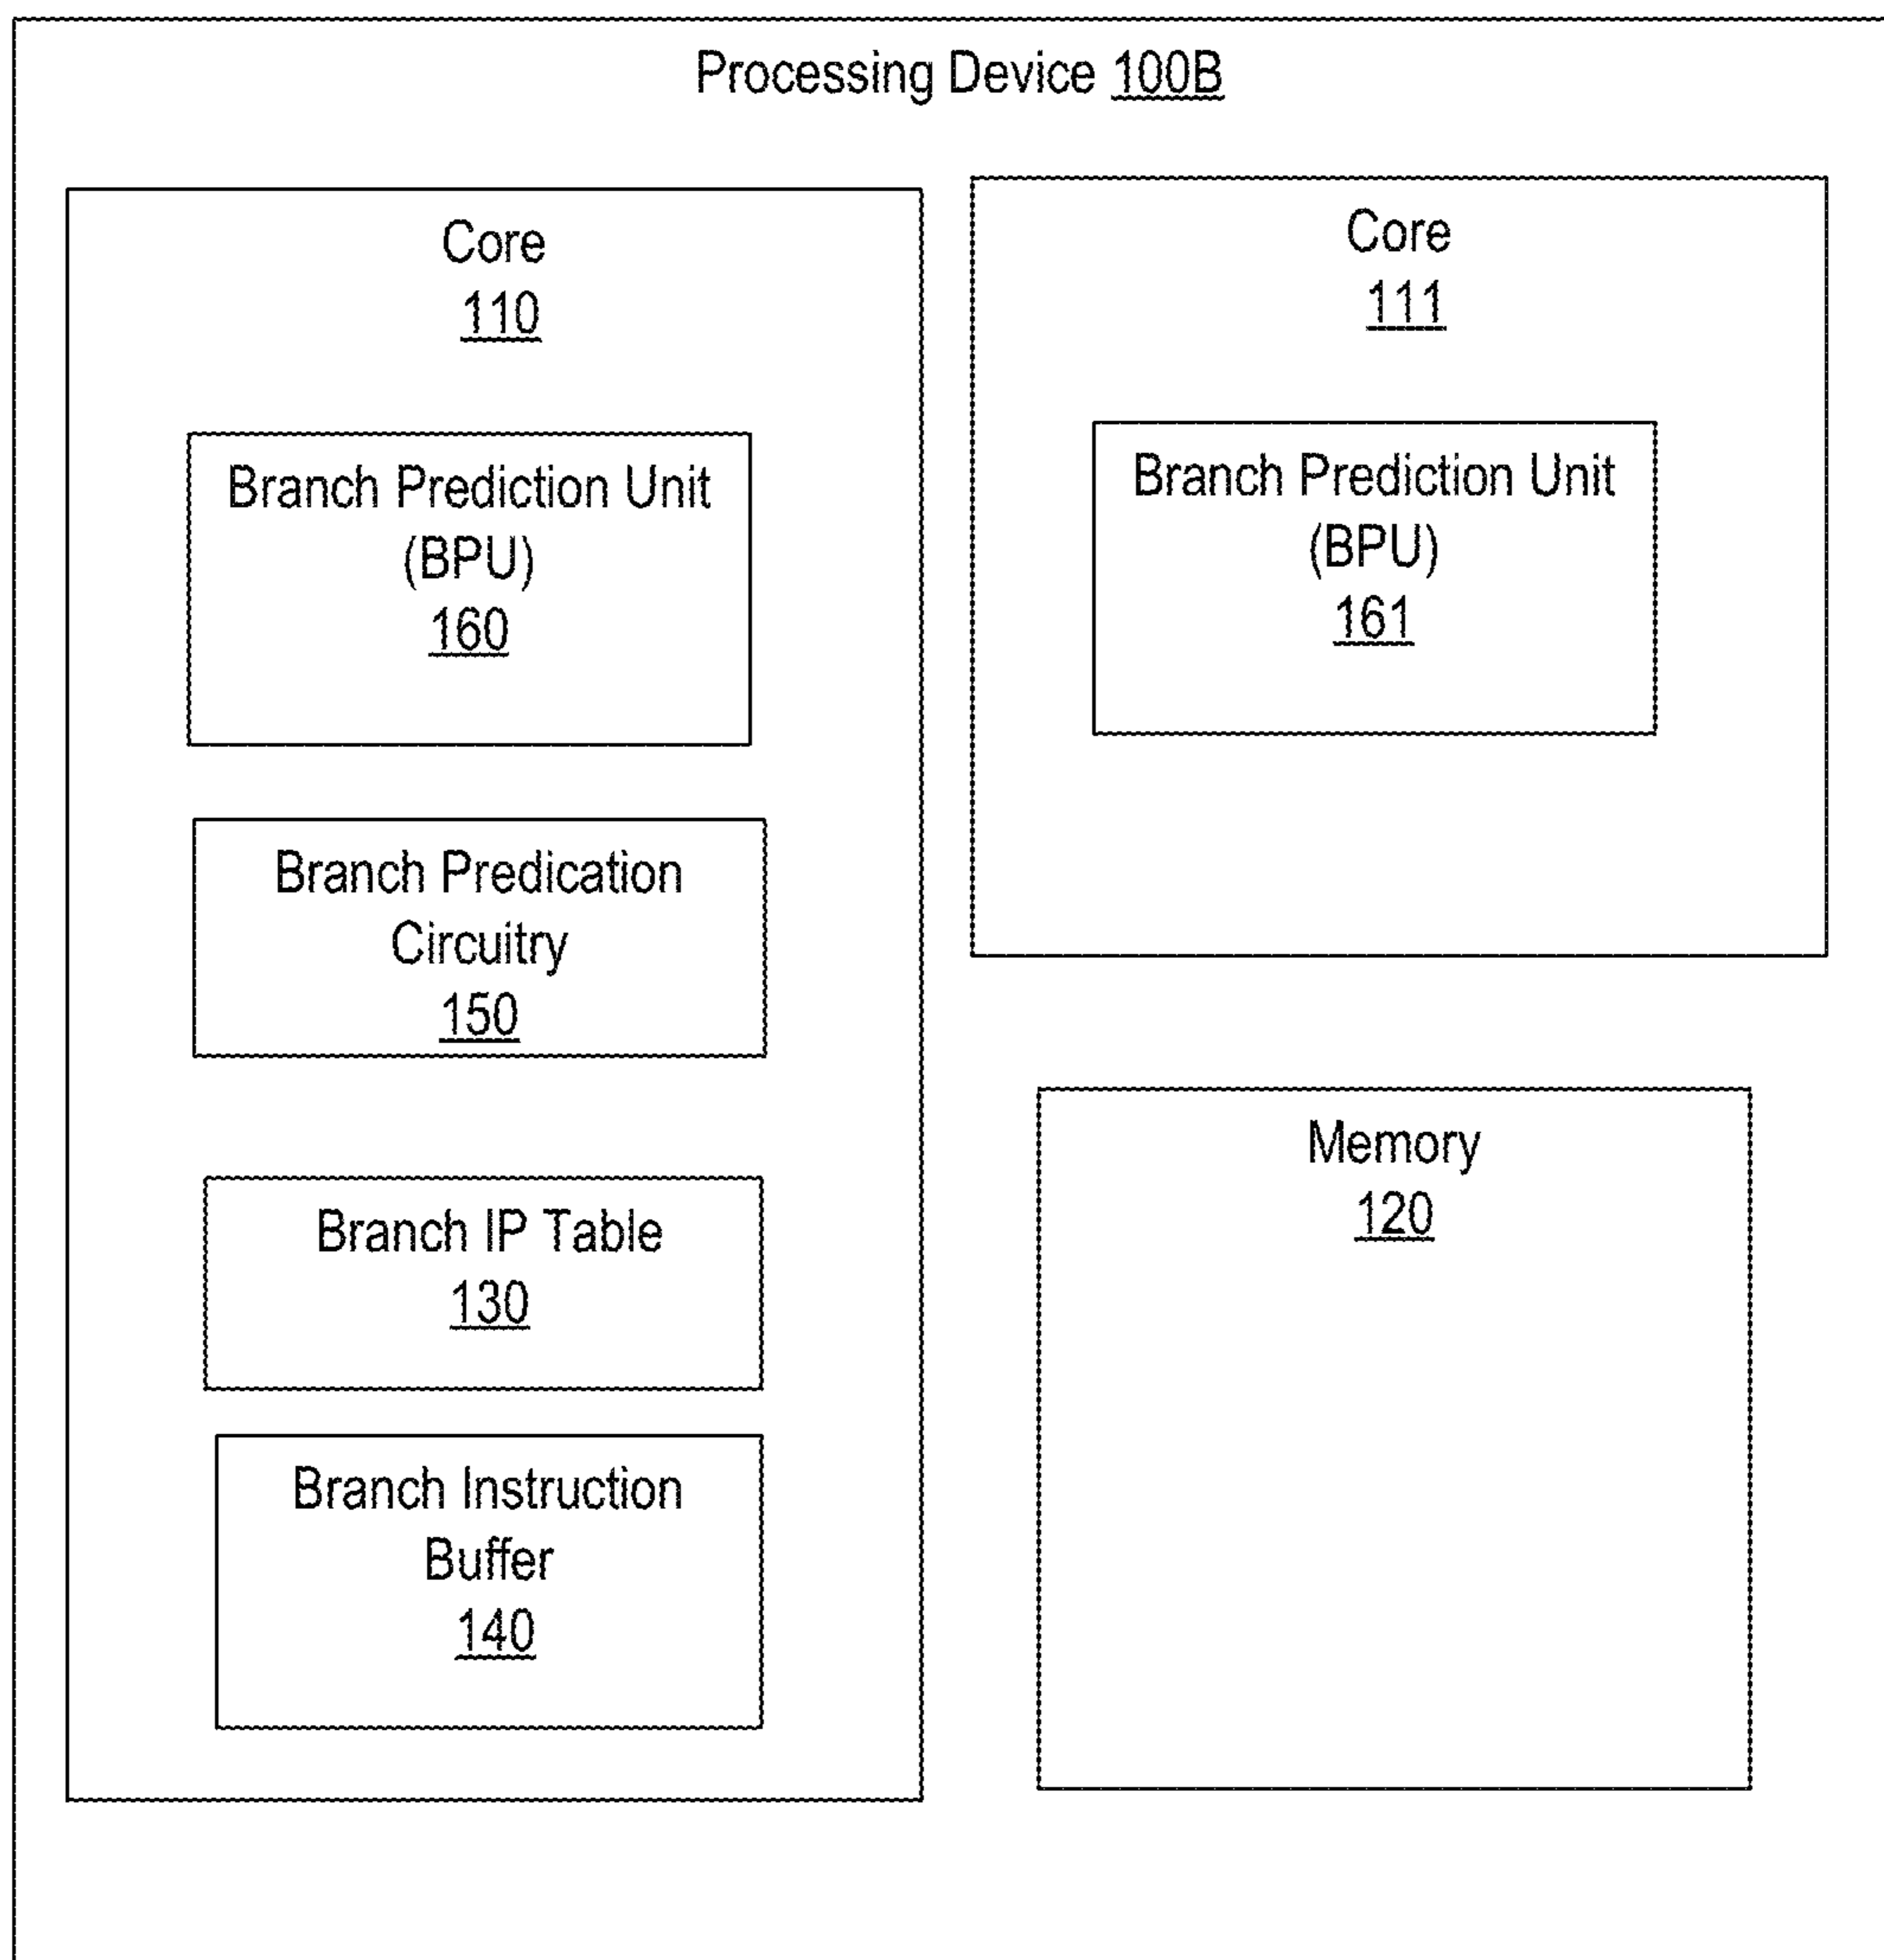 Processing Device 100B
Core
110
Branch Prediction Unit
(BPU)
160
Branch Predication
Circuitry
150
Branch IP Table
130
Branch Instruction
Buffer
140
Core
111
Branch Prediction Unit
(BPU)
161
Memory
120